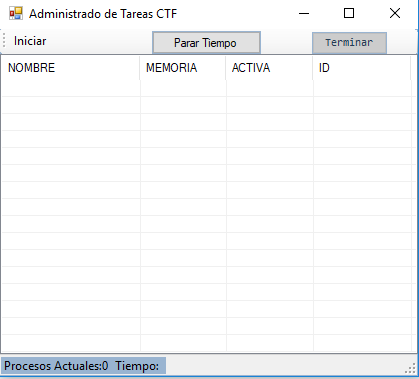 Administrado de Tareas CTF
Iniciar Parar Tiempo Terminar
NOMBRE MEMORIA ACTIVA ID
Procesos Actuales:0 Tiempo: